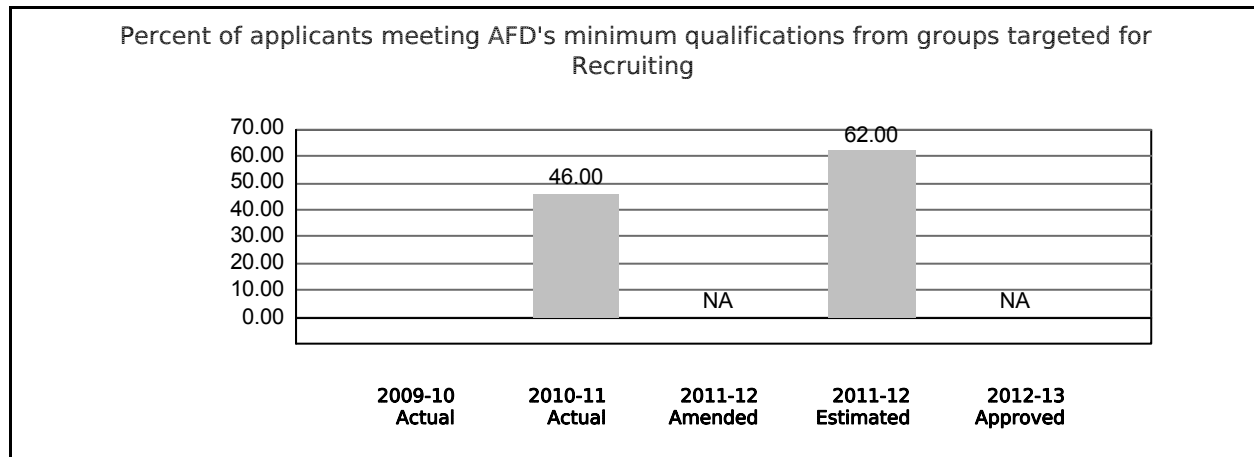 Percent of applicants meeting AFD's minimum qualifications from groups targeted for
Recruiting
70.00
60.00
50.00
40.00
30.00
20.00
10.00
0.00
46.00
NA
62.00
NA
2009-10
Actual
2010-11
Actual
2011-12
Amended
2011-12
Estimated
2012-13
Approved